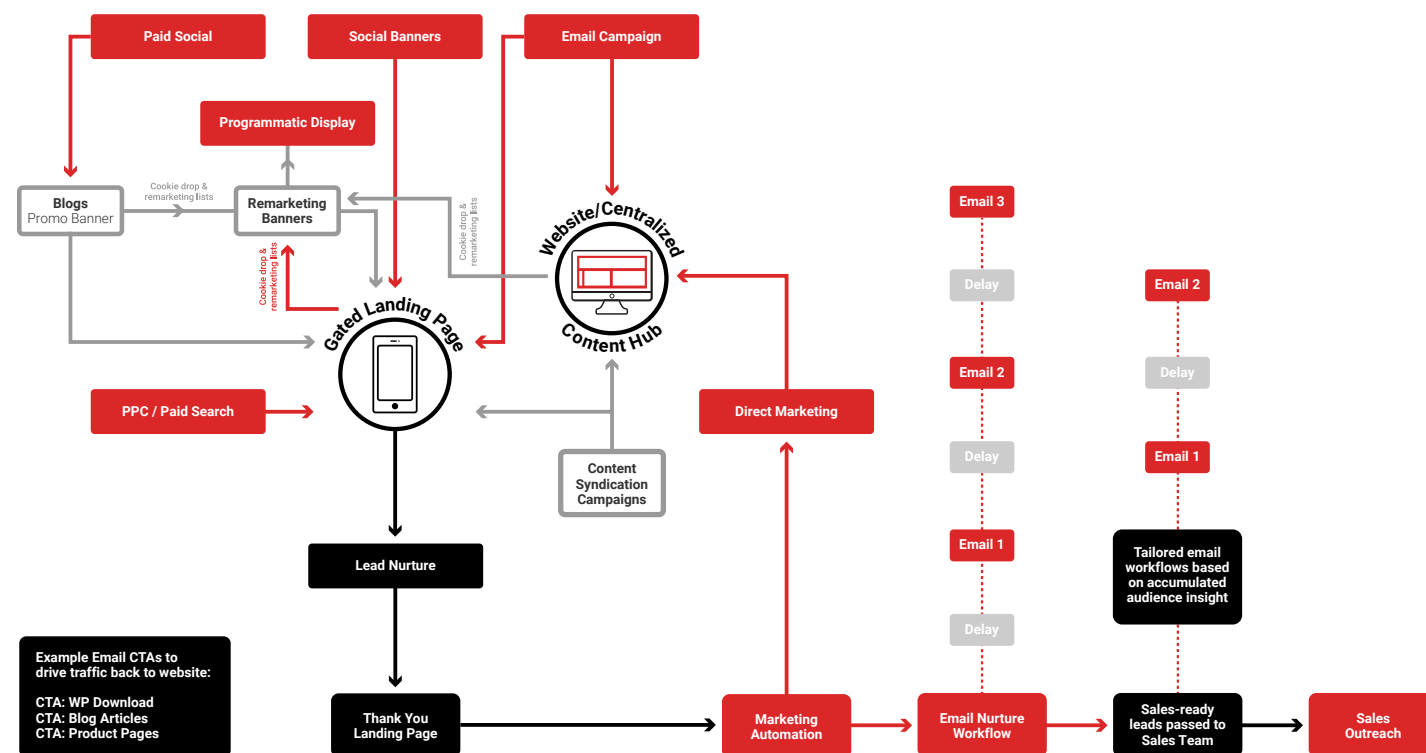 Paid Social
Social Banners
Email Campaign
Programmatic Display
Cookie drop &
remarketing lists
Blogs
Promo Banner
Remarketing
Banners
Cookie drop &
remarketing lists
Cookie drop &
remarketing lists
Website/Centralized
Content Hub
Gated Landing Page
PPC / Paid Search
Direct Marketing
Content
Syndication
Campaigns
Lead Nurture
Email 3
Delay
Email 2
Delay
Email 1
Delay
Email 2
Delay
Email 1
Tailored email
workflows based
on accumulated
audience insight
Example Email CTAs to
drive traffic back to website:
CTA: WP Download
CTA: Blog Articles
CTA: Product Pages
Thank You
Landing Page
Marketing
Automation
Email Nurture
Workflow
Sales-ready
leads passed to
Sales Team
Sales
Outreach